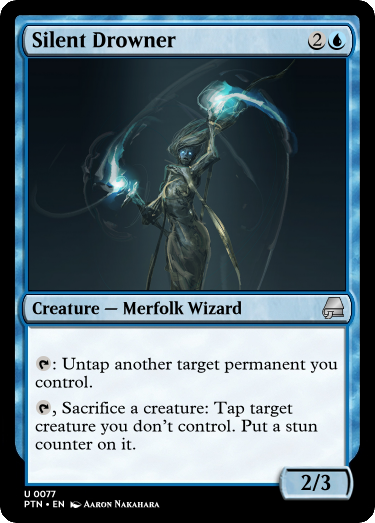 Silent Drowner 2
Creature — Merfolk Wizard
: Untap another target permanent you
control.
, Sacrifice a creature: Tap target
creature you don't control. Put a stun
counter on it.
2/3
U 0077
PTN • EN Aaron Nakahara